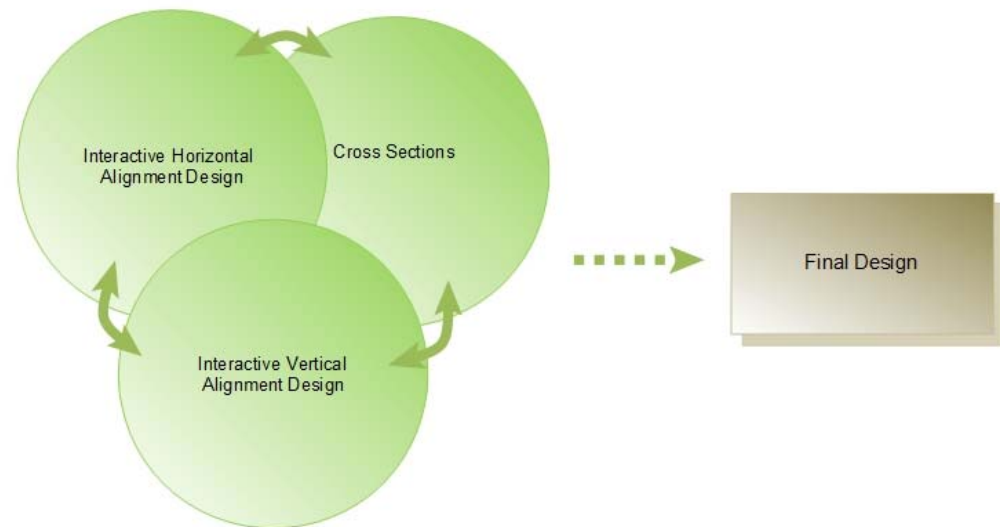 Interactive Horizontal
Alignment Design
Cross Sections
Interactive Vertical
Alignment Design
Final Design